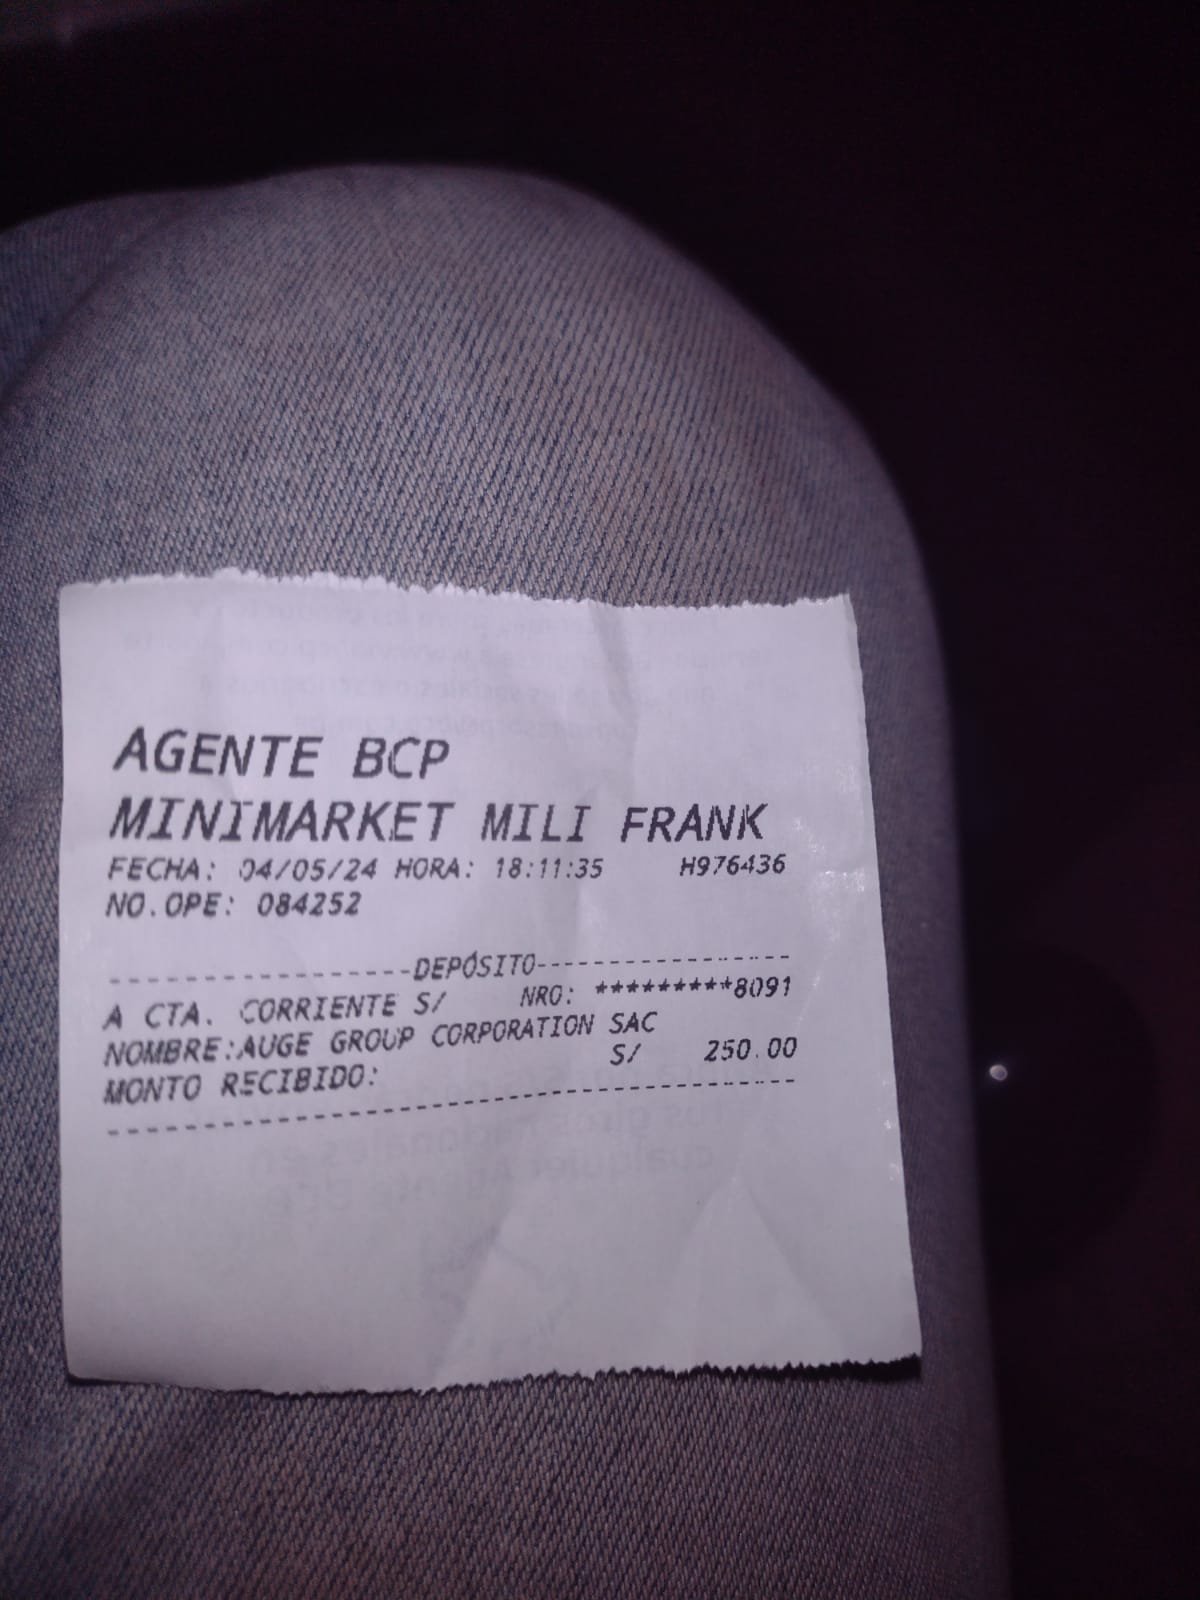 AGENTE BCP
MINIMARKET MILI FRANK
FECHA: 04/05/24 HORA: 18:11:35 H976436
NO.OPE: 084252
------------------DEPÓSITO------------------
A CTA. CORRIENTE S/ NRO: **********8091
NOMBRE:AUGE GROUP CORPORATION SAC
MONTO RECIBIDO: S/ 250.00